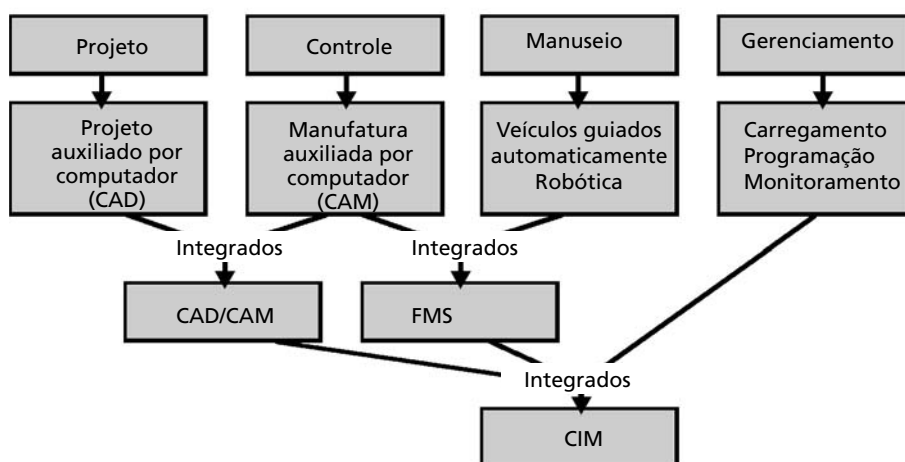 Projeto
Controle
Manuseio
Gerenciamento
Projeto
auxiliado por
computador
(CAD)
Manufatura
auxiliada por
computador
(CAM)
Veículos guiados
automaticamente
Robótica
Carregamento
Programação
Monitoramento
Integrados
Integrados
CAD/CAM
FMS
Integrados
CIM